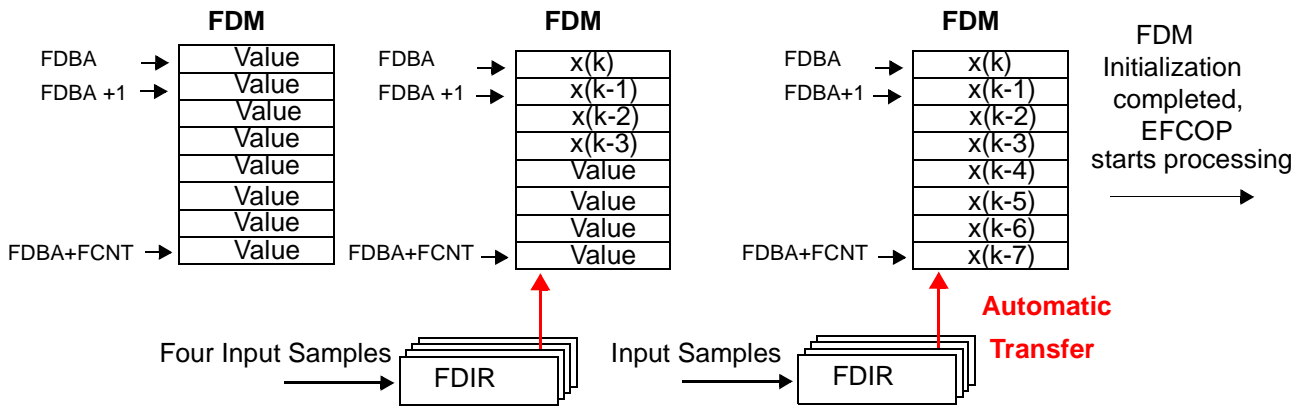 FDM
FDBA
FDBA +1
FDBA+FCNT
Value
Value
Value
Value
Value
Value
Value
Value
FDM
FDBA
FDBA +1
FDBA+FCNT
x(k)
x(k-1)
x(k-2)
x(k-3)
Value
Value
Value
Value
Four Input Samples
FDIR
FDM
FDBA
FDBA+1
FDBA+FCNT
x(k)
x(k-1)
x(k-2)
x(k-3)
x(k-4)
x(k-5)
x(k-6)
x(k-7)
Input Samples
FDIR
Automatic
Transfer
FDM
Initialization
completed,
EFCOP
starts processing